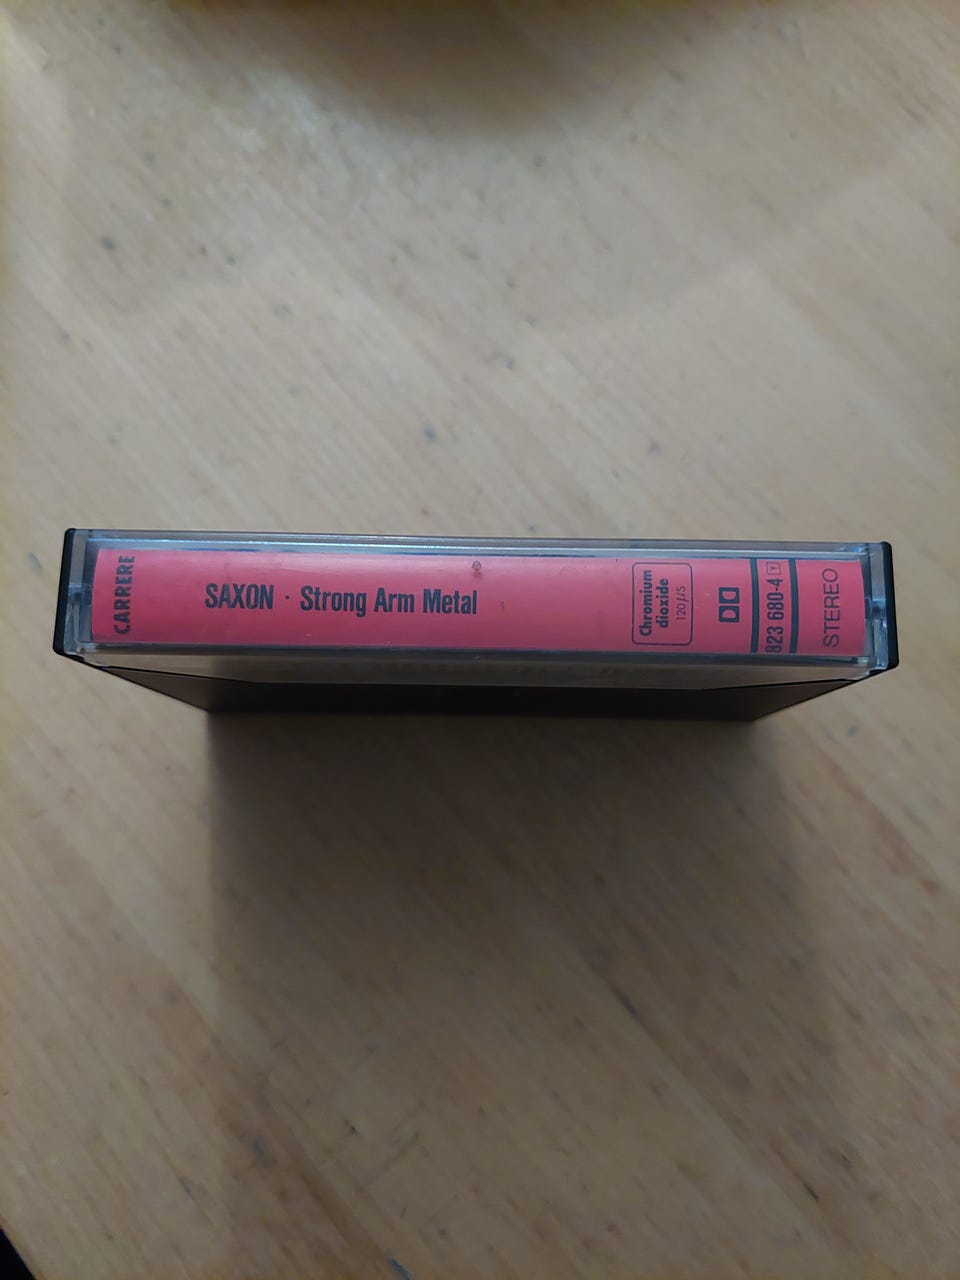 CARRERE
SAXON · Strong Arm Metal
Chromium
dioxide
120 µs
823 680-4 Y
STEREO